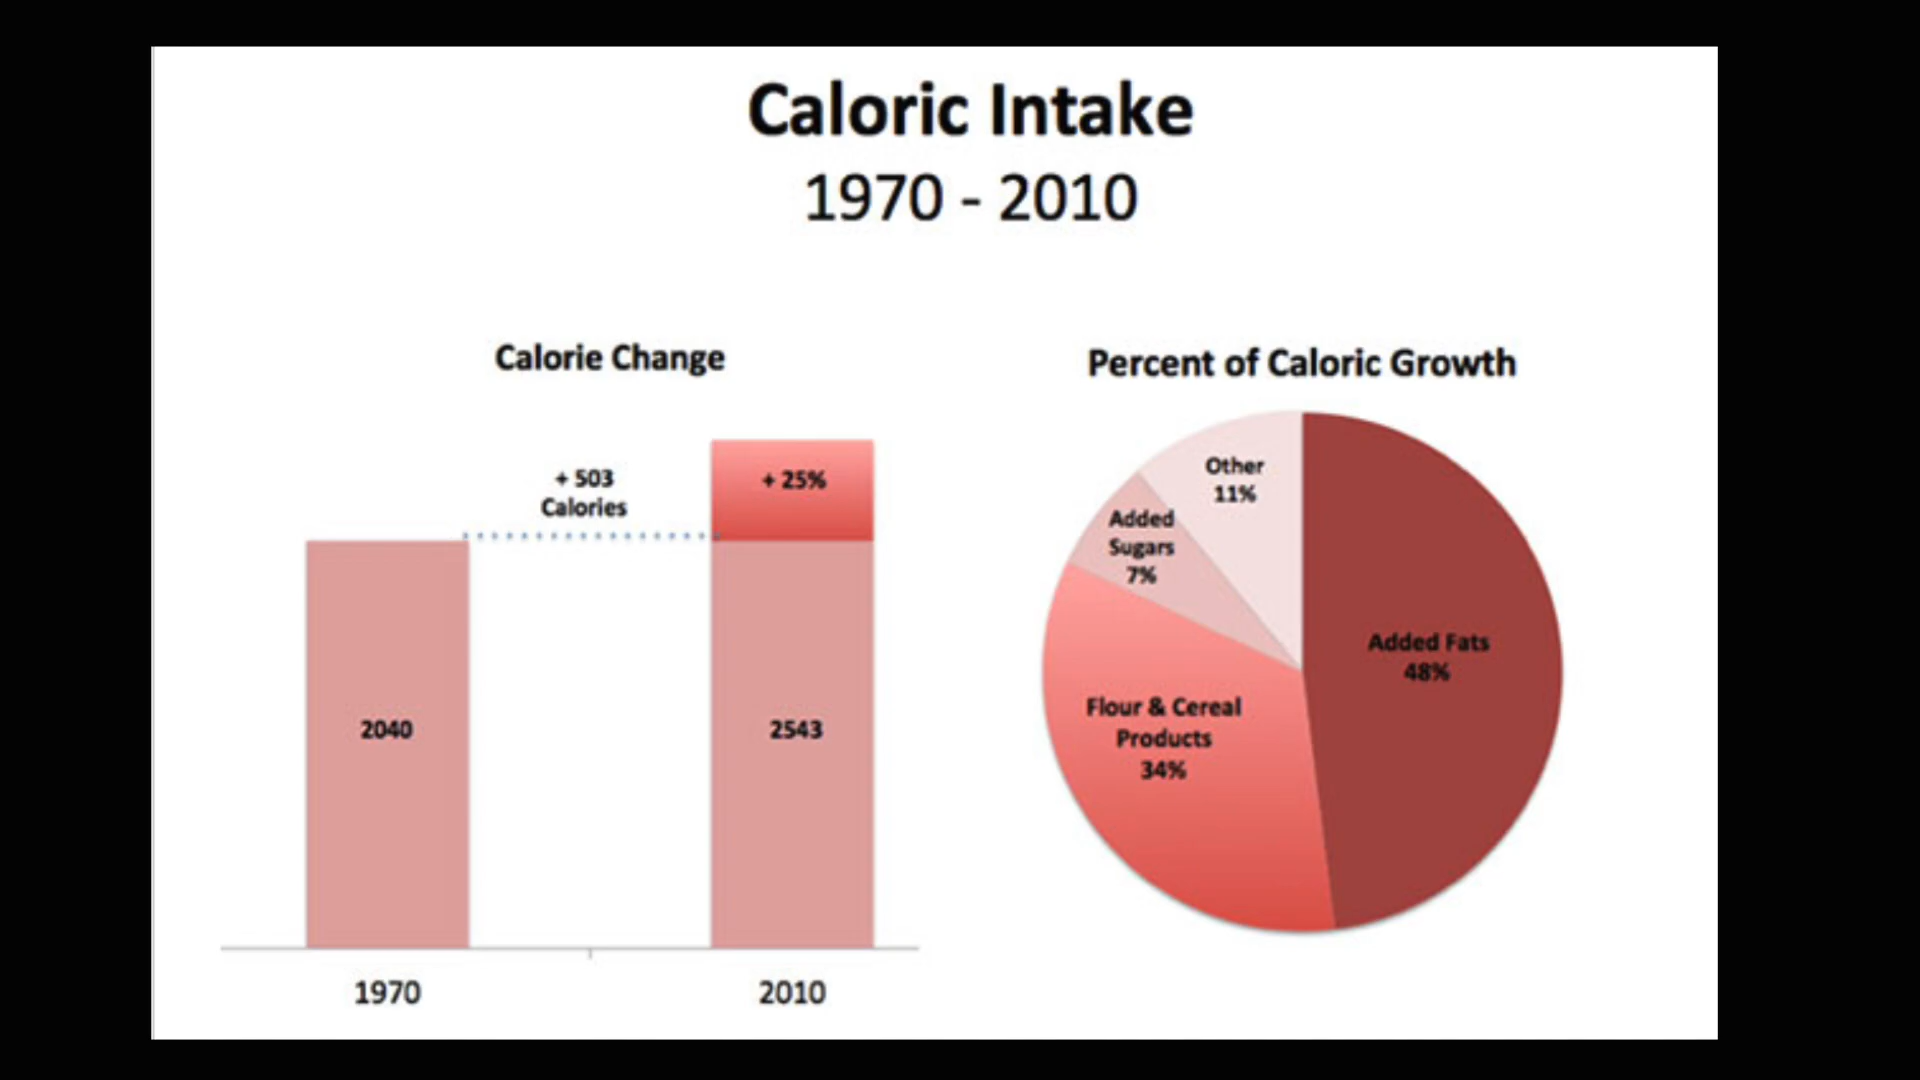 Caloric Intake
1970 - 2010
Calorie Change
+ 503
Calories
+ 25%
2040
2543
1970
2010
Percent of Caloric Growth
Other
11%
Added
Sugars
7%
Added Fats
48%
Flour & Cereal
Products
34%